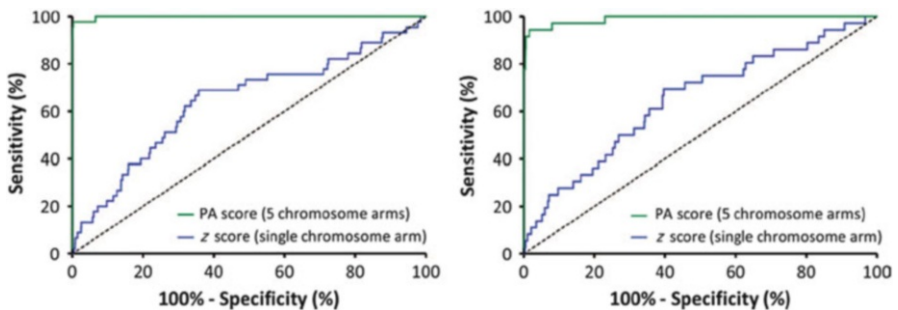 100
80
60
40
20
0
Sensitivity (%)
PA score (5 chromosome arms)
z score (single chromosome arm)
0 20 40 60 80 100
100% - Specificity (%)
100
80
60
40
20
0
Sensitivity (%)
PA score (5 chromosome arms)
z score (single chromosome arm)
0 20 40 60 80 100
100% - Specificity (%)